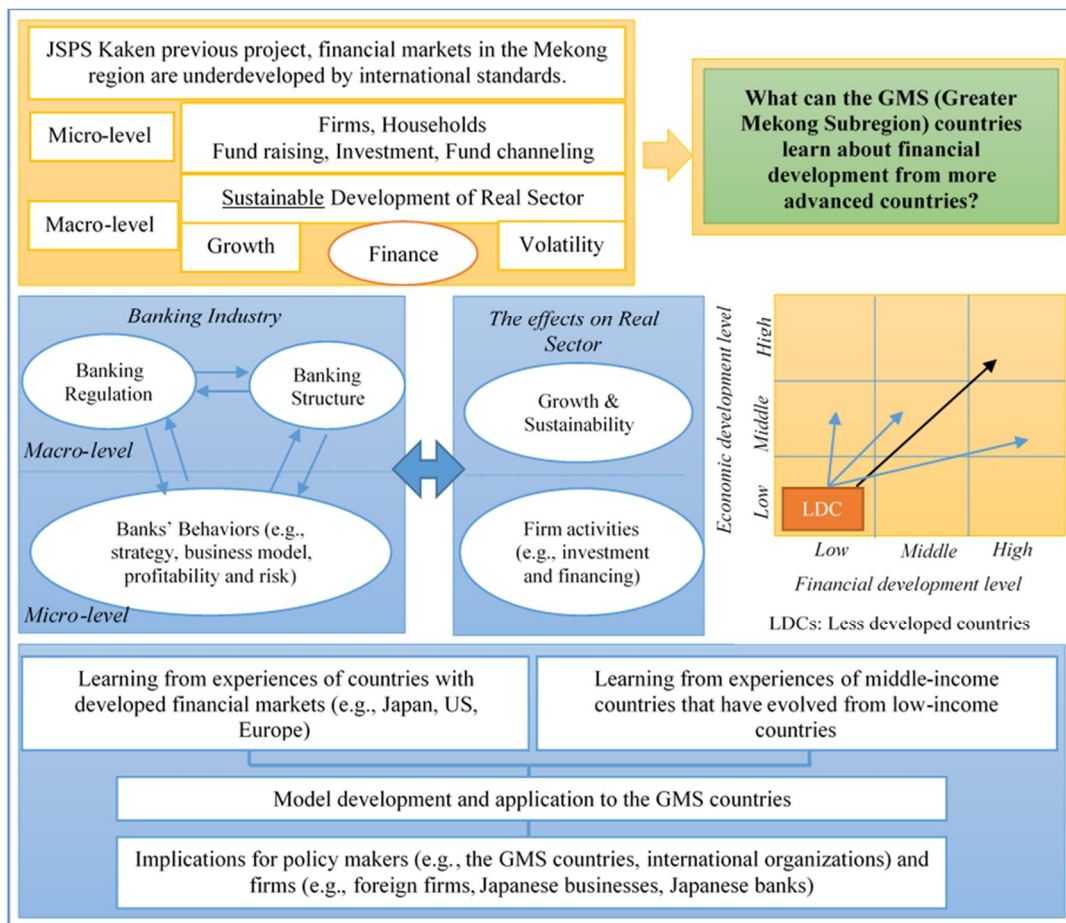 JSPS Kaken previous project, financial markets in the Mekong
region are underdeveloped by international standards.
Micro-level
Firms, Households
Fund raising, Investment, Fund channeling
Macro-level
Sustainable Development of Real Sector
Growth
Finance
Volatility
What can the GMS (Greater
Mekong Subregion) countries
learn about financial
development from more
advanced countries?
Banking Industry
Banking
Regulation
Banking
Structure
Macro-level
Banks' Behaviors (e.g.,
strategy, business model,
profitability and risk)
Micro-level
The effects on Real
Sector
Growth &
Sustainability
Firm activities
(e.g., investment
and financing)
Economic development level
High
Middle
Low
LDC
Low
Middle
High
Financial development level
LDCs: Less developed countries
Learning from experiences of countries with
developed financial markets (e.g., Japan, US,
Europe)
Learning from experiences of middle-income
countries that have evolved from low-income
countries
Model development and application to the GMS countries
Implications for policy makers (e.g., the GMS countries, international organizations) and
firms (e.g., foreign firms, Japanese businesses, Japanese banks)